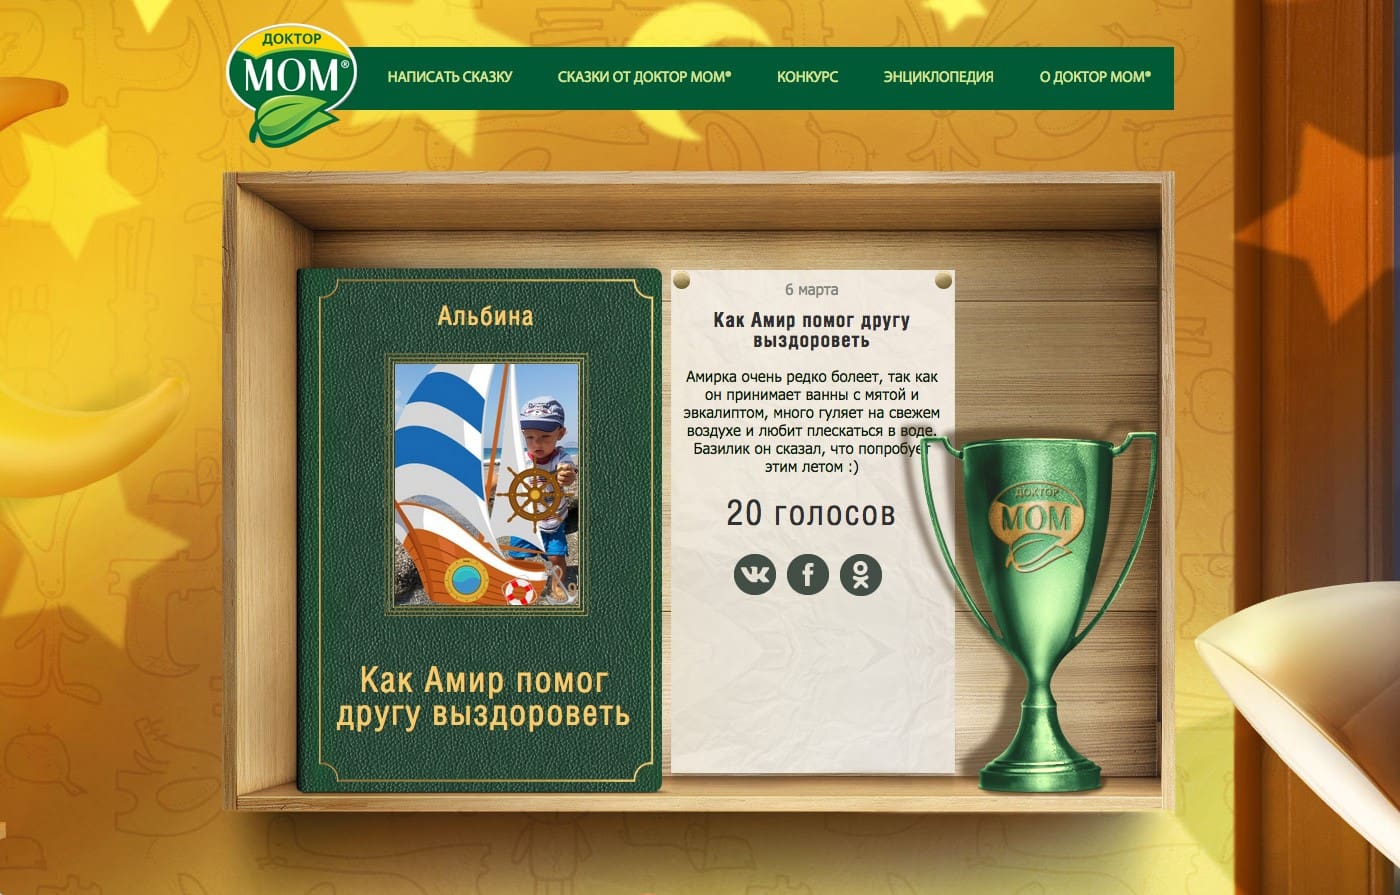 ДОКТОР
МОМ®
НАПИСАТЬ СКАЗКУ
СКАЗКИ ОТ ДОКТОР МОМ®
КОНКУРС
ЭНЦИКЛОПЕДИЯ
О ДОКТОР МОМ®
Альбина
Как Амир помог
другу выздороветь
6 марта
Как Амир помог другу
выздороветь
Амирка очень редко болеет, так как
он принимает ванны с мятой и
эвкалиптом, много гуляет на свежем
воздухе и любит плескаться в воде.
Базилик он сказал, что попробует
этим летом :)
20 голосов
ДОКТОР
МОМ